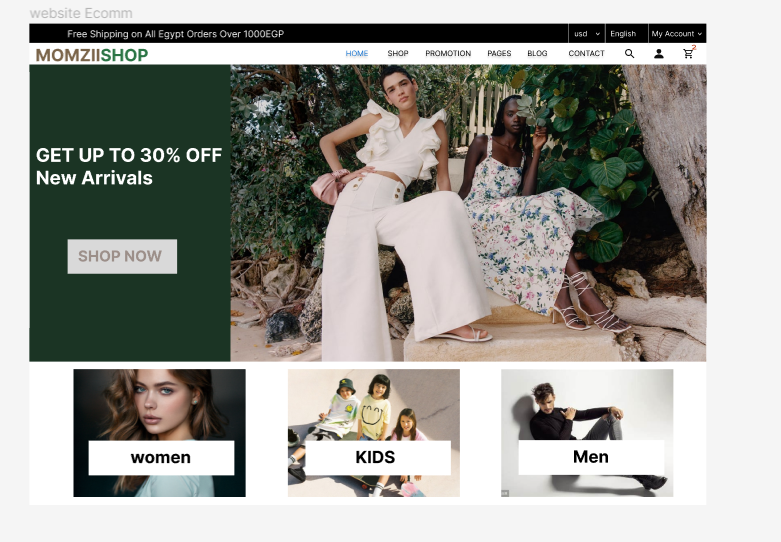 website Ecomm
Free Shipping on All Egypt Orders Over 1000EGP
usd English My Account
MOMZIISHOP
HOME SHOP PROMOTION PAGES BLOG CONTACT
2
GET UP TO 30% OFF
New Arrivals
SHOP NOW
women
KIDS
Men